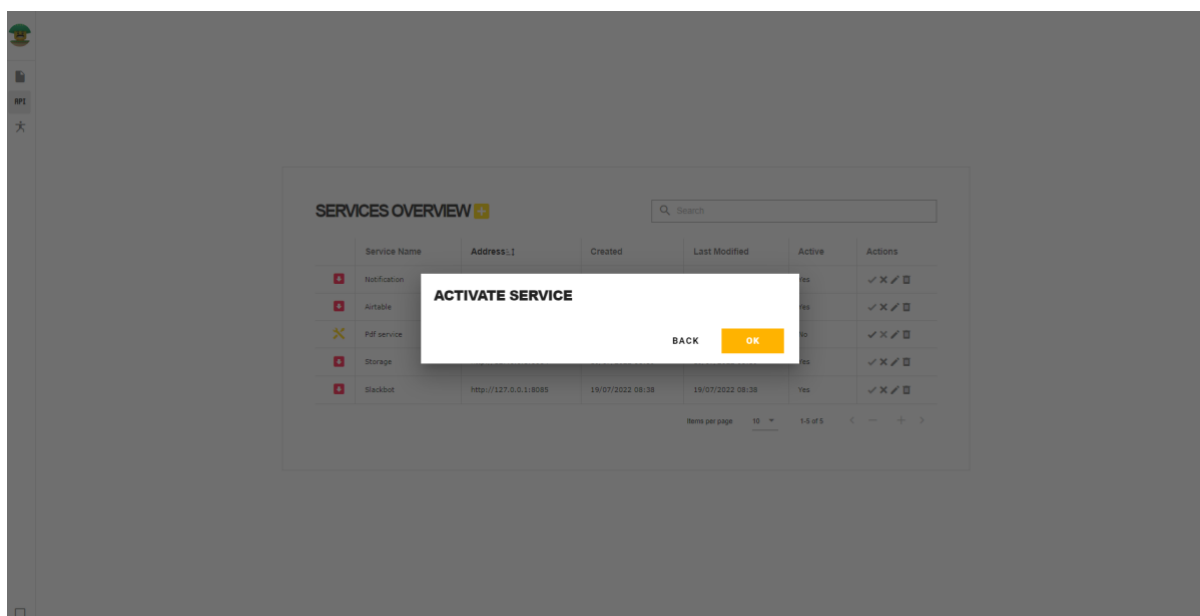 API
SERVICES OVERVIEW
Search
Service Name Address Created Last Modified Active Actions
Notification Yes
Airtable Yes
Pdf service No
Storage Yes
Slackbot http://127.0.0.1:8085 19/07/2022 08:38 19/07/2022 08:38 Yes
ACTIVATE SERVICE
BACK OK
Items per page 10 1-5 of 5